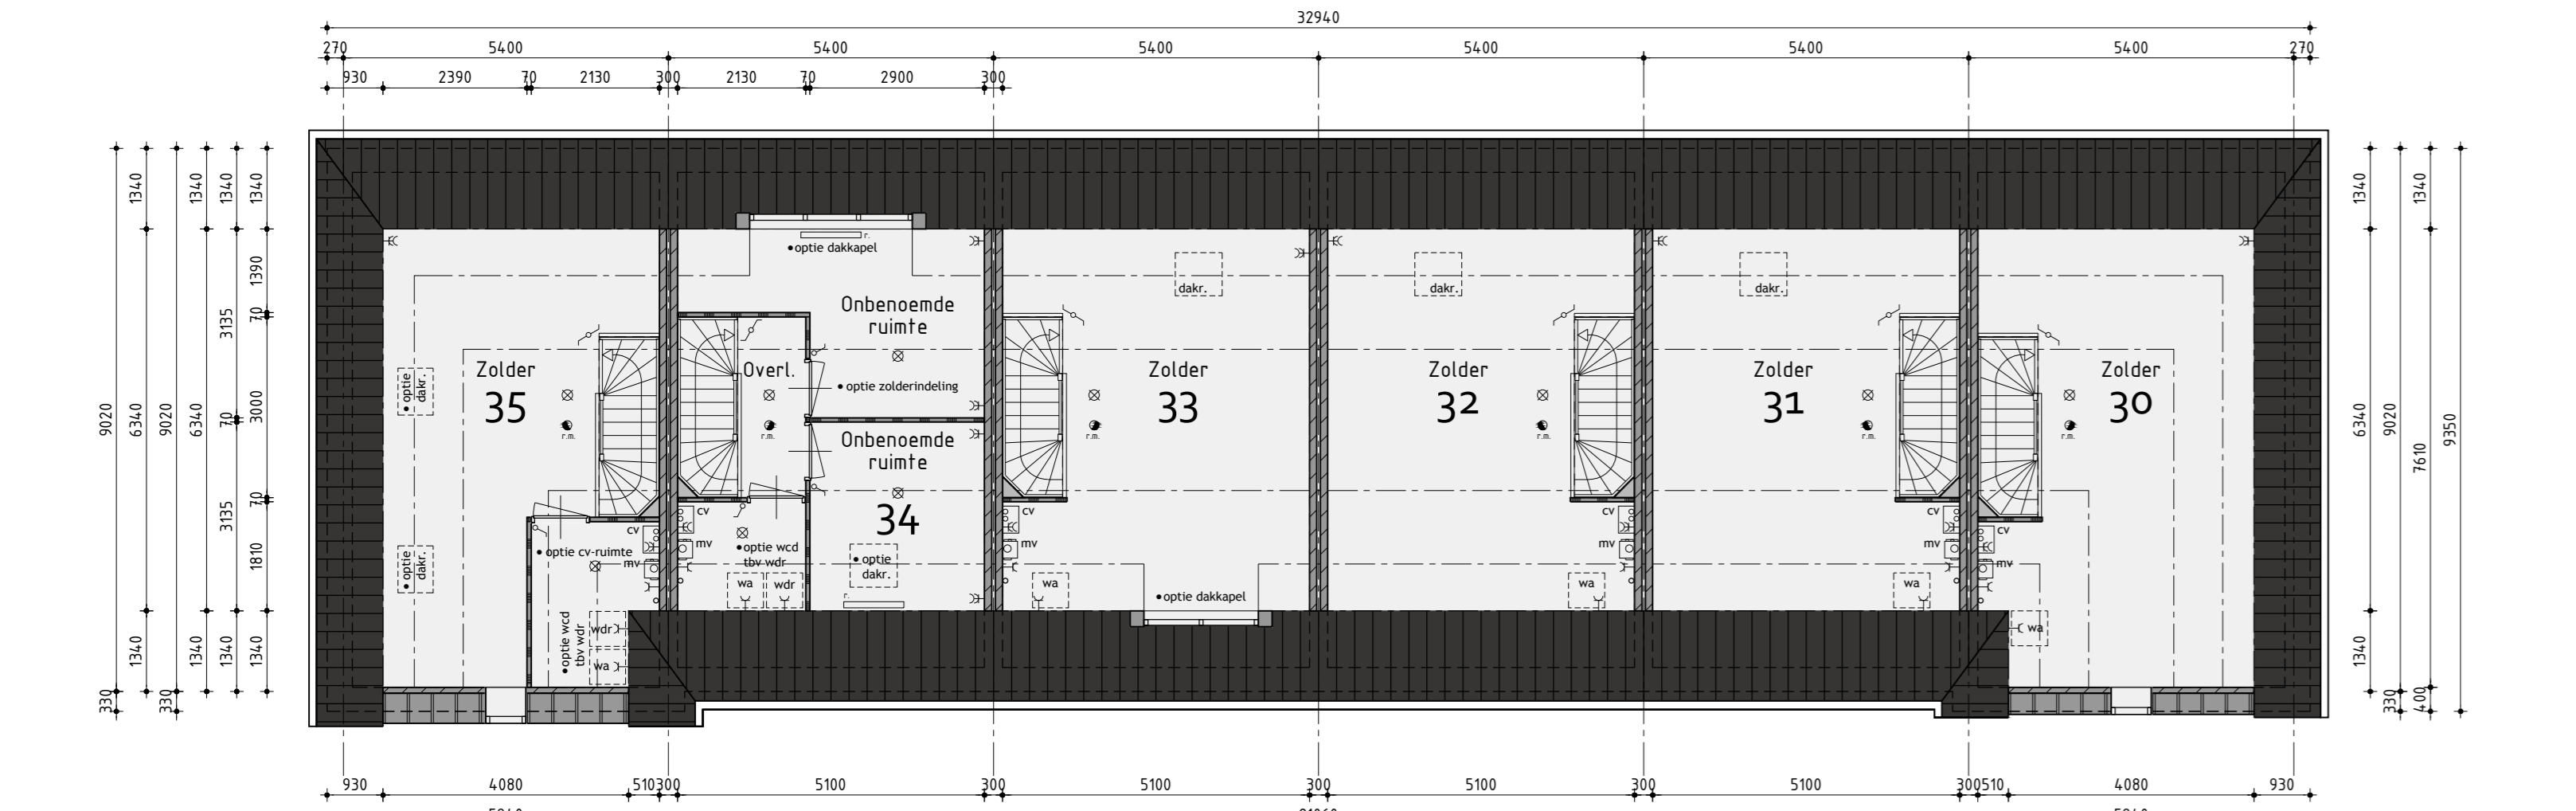 32940
270 5400 5400 5400 5400 5400 5400 270
930 2390 70 2130 300 2130 70 2900 300
1340 1340 1340 1340
1390
70
3135
9020 6340 9020 6340 70 3000
70
3135
1810
1340 1340 1340 1340
330 330
1340 1340
6340 9020 7610 9350
1340
330 400
r.
•optie dakkapel
Onbenoemde
ruimte
• optie zolderindeling
Overl.
r.m.
Onbenoemde
ruimte
34
cv
mv
•optie wcd
tbv wdr
wa wdr
• optie
dakr.
r.
Zolder
35
r.m.
• optie
dakr.
• optie
dakr.
cv
• optie cv-ruimte
mv
•optie wcd
tbv wdr
wdr
wa
dakr.
Zolder
33
r.m.
cv
mv
wa
•optie dakkapel
dakr.
Zolder
32
r.m.
cv
mv
wa
dakr.
Zolder
31
r.m.
cv
mv
wa
Zolder
30
r.m.
cv
mv
wa
930 4080 510 300 5100 300 5100 300 5100 300 5100 300 510 4080 930